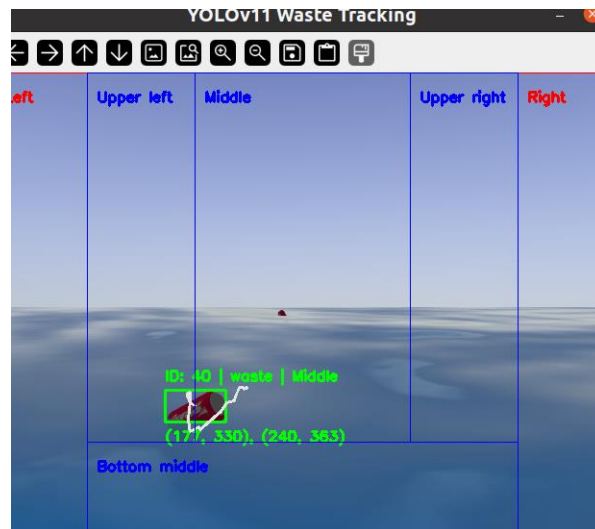 YOLOv11 Waste Tracking
Left Upper left Middle Upper right Right
ID: 40 | waste | Middle
(177, 330), (240, 363)
Bottom middle